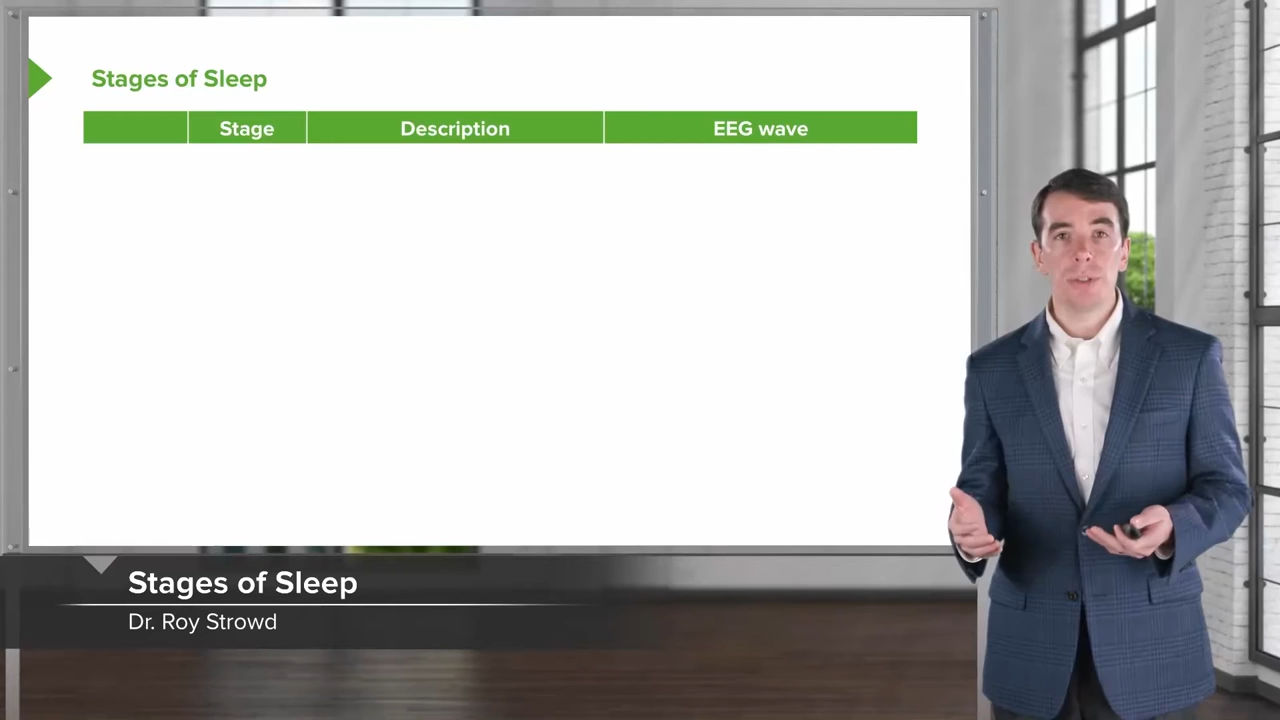 Stages of Sleep
Stage Description EEG wave
Stages of Sleep
Dr. Roy Strowd